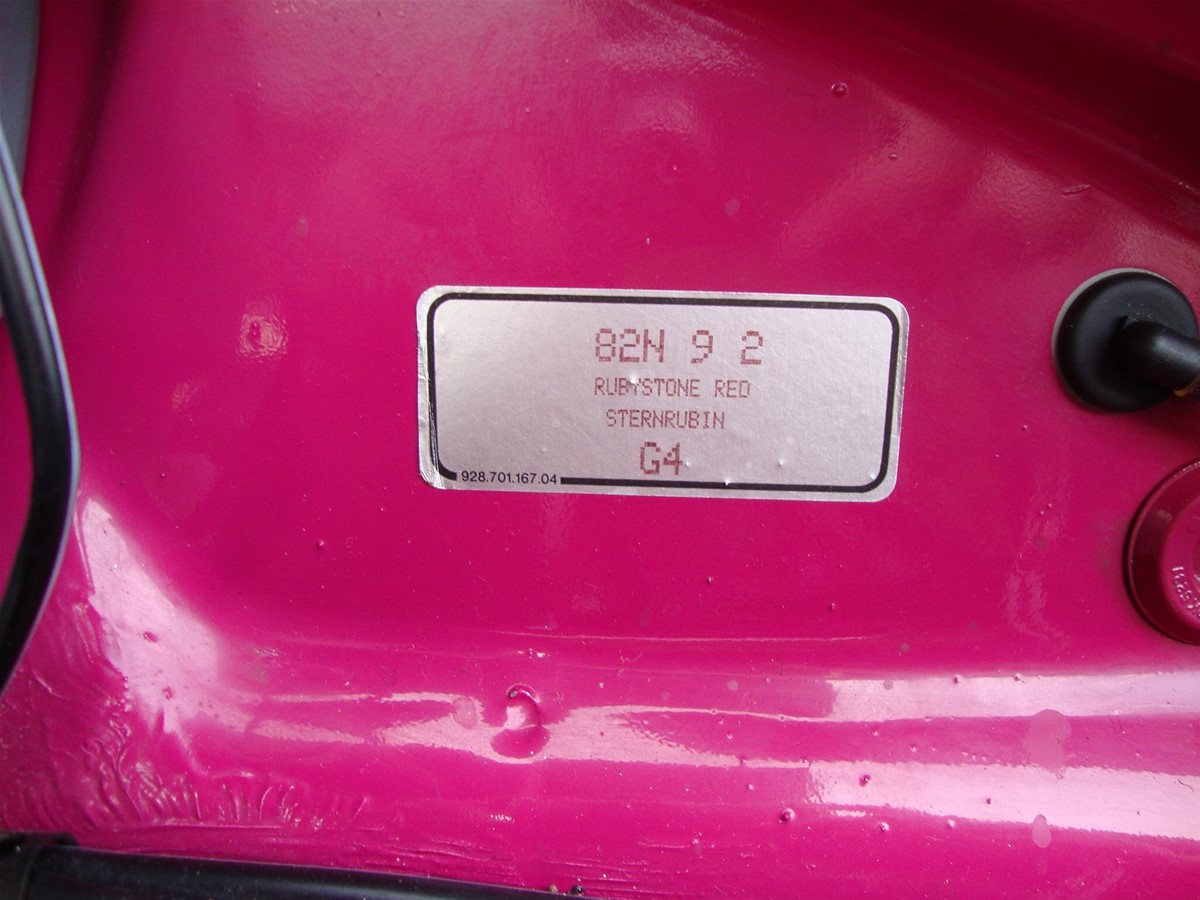 82N 9 2
RUBYSTONE RED
STERNRUBIN
G4
928.701.167.04